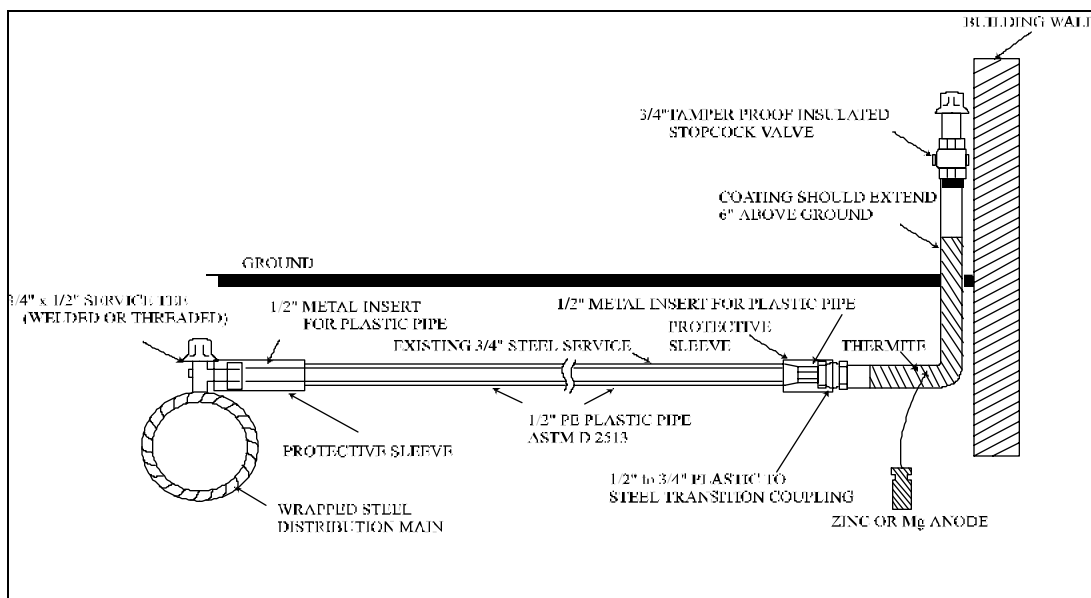 BUILDING WALL
3/4" TAMPER PROOF INSULATED
STOPCOCK VALVE
COATING SHOULD EXTEND
6" ABOVE GROUND
GROUND
3/4" x 1/2" SERVICE TEE
(WELDED OR THREADED)
1/2" METAL INSERT
FOR PLASTIC PIPE
1/2" METAL INSERT FOR PLASTIC PIPE
PROTECTIVE
SLEEVE
EXISTING 3/4" STEEL SERVICE
THERMITE
1/2" PE PLASTIC PIPE
ASTM D 2513
PROTECTIVE SLEEVE
1/2" to 3/4" PLASTIC TO
STEEL TRANSITION COUPLING
WRAPPED STEEL
DISTRIBUTION MAIN
ZINC OR Mg ANODE